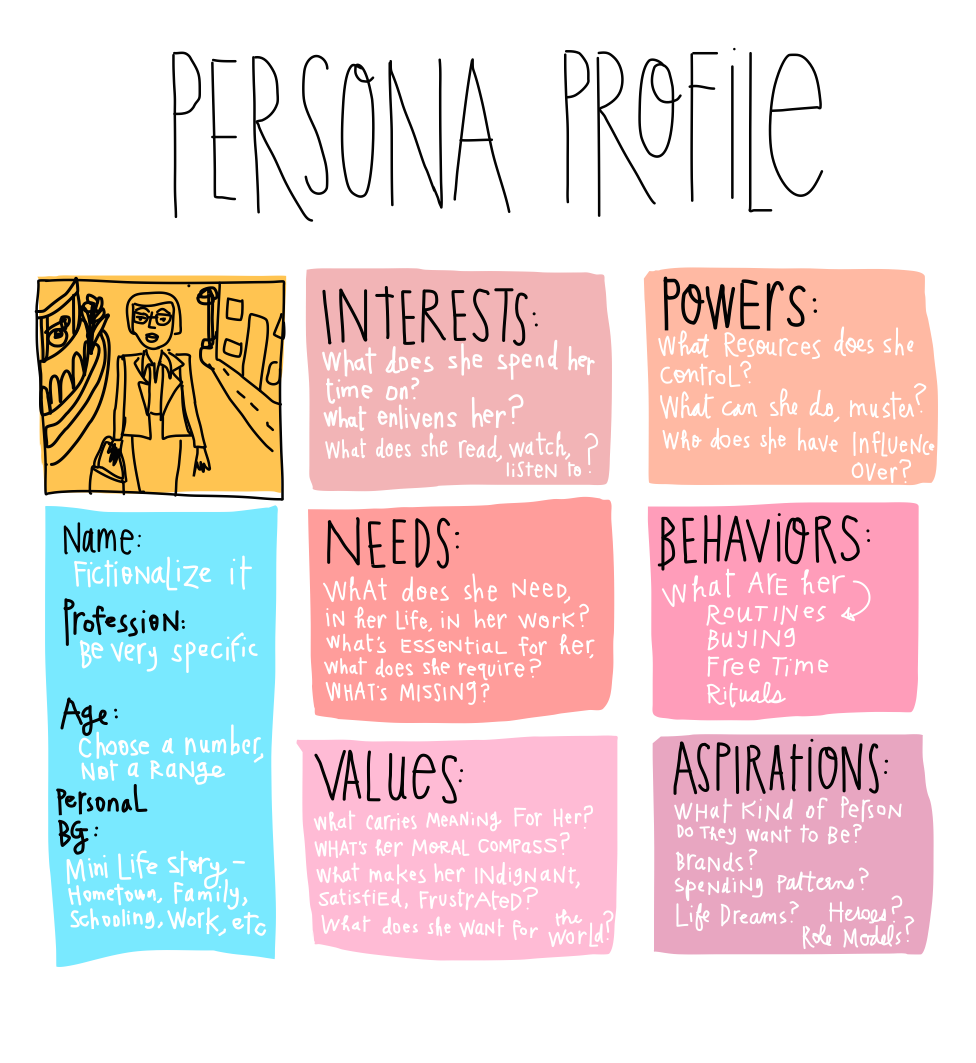 PERSONA PROFILE
INtERESTS:
What does she spend her
time on?
what enlivens her?
What does she read, watch,
listen to?
POWErs:
What Resources does she
control?
What can she do, muster?
Who does she have Influence
over?
Name:
Fictionalize it
Profession:
Be very specific
Age:
Choose a number,
Not a Range
Personal
BG:
Mini Life story, –
Hometown, Family,
Schooling, Work, etc
NEEDS:
What does she Need,
in her Life, in her work?
What's Essential for her,
what does she require?
What's Missing?
BEHAViORS:
What ARE her
ROUTINES
BUYING
Free Time
Rituals
VALues:
what carries Meaning For Her?
What's her MORAL COMPASS?
What makes her INdignant,
Satisfied, Frustrated?
What does she want for the
World?
ASPIRAtiONS:
What Kind of Person
Do They want to Be?
Brands?
Spending Patterns?
Life Dreams? Heroes?
Role Models?